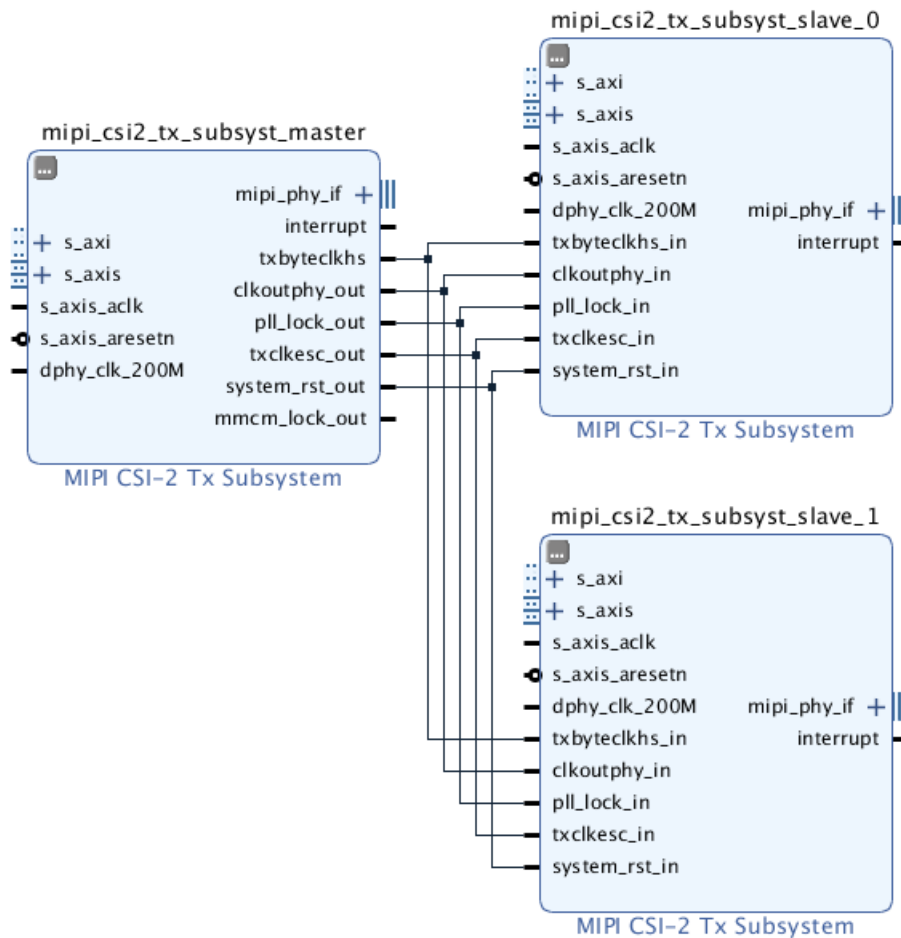 mipi_csi2_tx_subsyst_master
...
mipi_phy_if
interrupt
s_axi
txbyteclkhs
s_axis
clkoutphy_out
s_axis_aclk
pll_lock_out
s_axis_aresetn
txclkesc_out
dphy_clk_200M
system_rst_out
mmcm_lock_out
MIPI CSI-2 Tx Subsystem
mipi_csi2_tx_subsyst_slave_0
...
s_axi
s_axis
s_axis_aclk
s_axis_aresetn
dphy_clk_200M
mipi_phy_if
txbyteclkhs_in
interrupt
clkoutphy_in
pll_lock_in
txclkesc_in
system_rst_in
MIPI CSI-2 Tx Subsystem
mipi_csi2_tx_subsyst_slave_1
...
s_axi
s_axis
s_axis_aclk
s_axis_aresetn
dphy_clk_200M
mipi_phy_if
txbyteclkhs_in
interrupt
clkoutphy_in
pll_lock_in
txclkesc_in
system_rst_in
MIPI CSI-2 Tx Subsystem